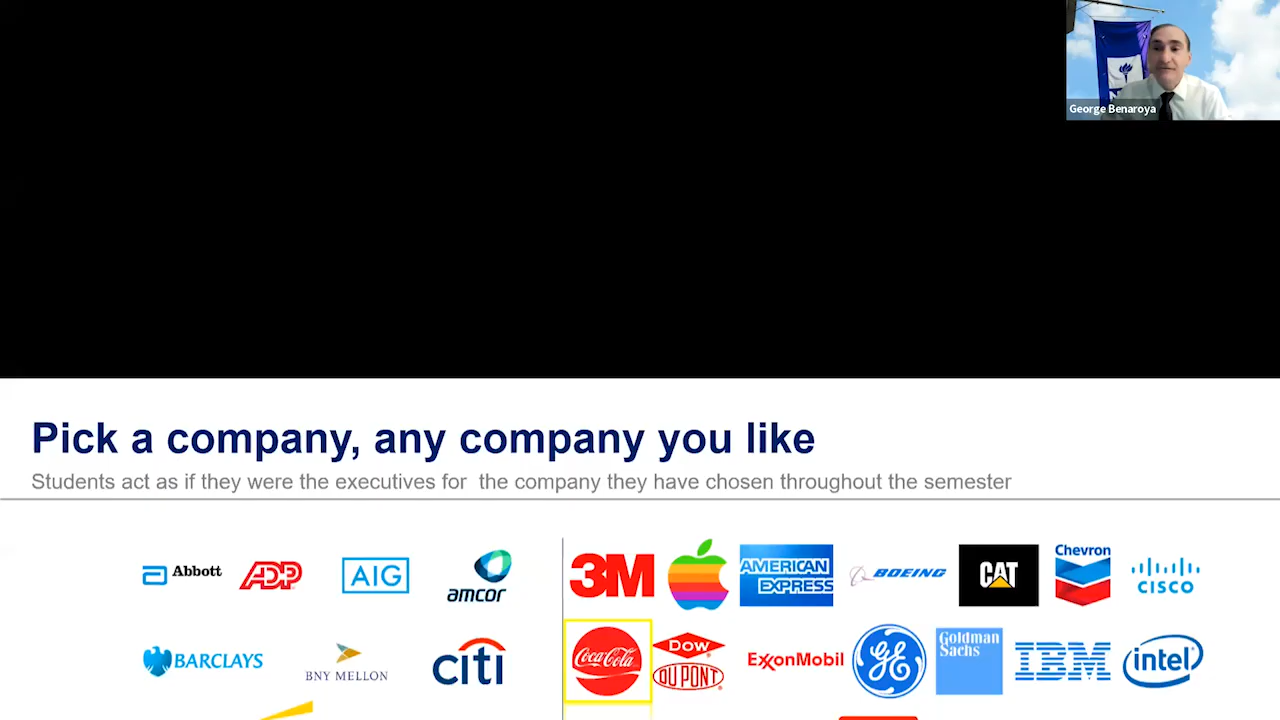 George Benaroya
Pick a company, any company you like
Students act as if they were the executives for the company they have chosen throughout the semester
Abbott
ADP
AIG
amcor
3M
AMERICAN
EXPRESS
BOEING
CAT
Chevron
CISCO
BARCLAYS
BNY MELLON
citi
Coca-Cola
DOW
DU PONT
ExxonMobil
GE
Goldman
Sachs
IBM
intel